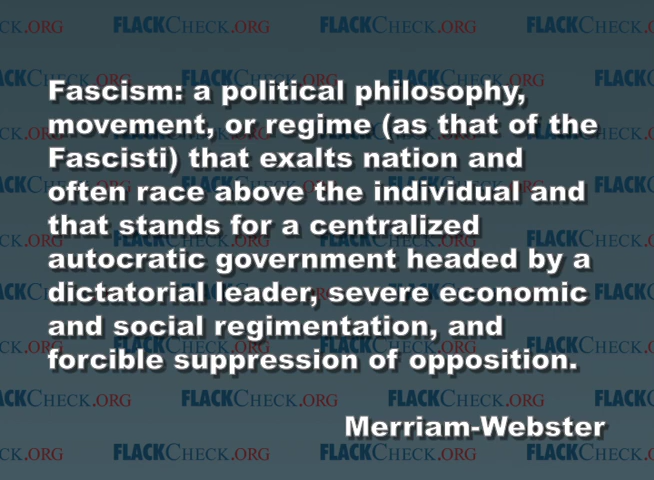 Fascism: a political philosophy,
movement, or regime (as that of the
Fascisti) that exalts nation and
often race above the individual and
that stands for a centralized
autocratic government headed by a
dictatorial leader, severe economic
and social regimentation, and
forcible suppression of opposition.
Merriam-Webster
FLACKCHECK.ORG